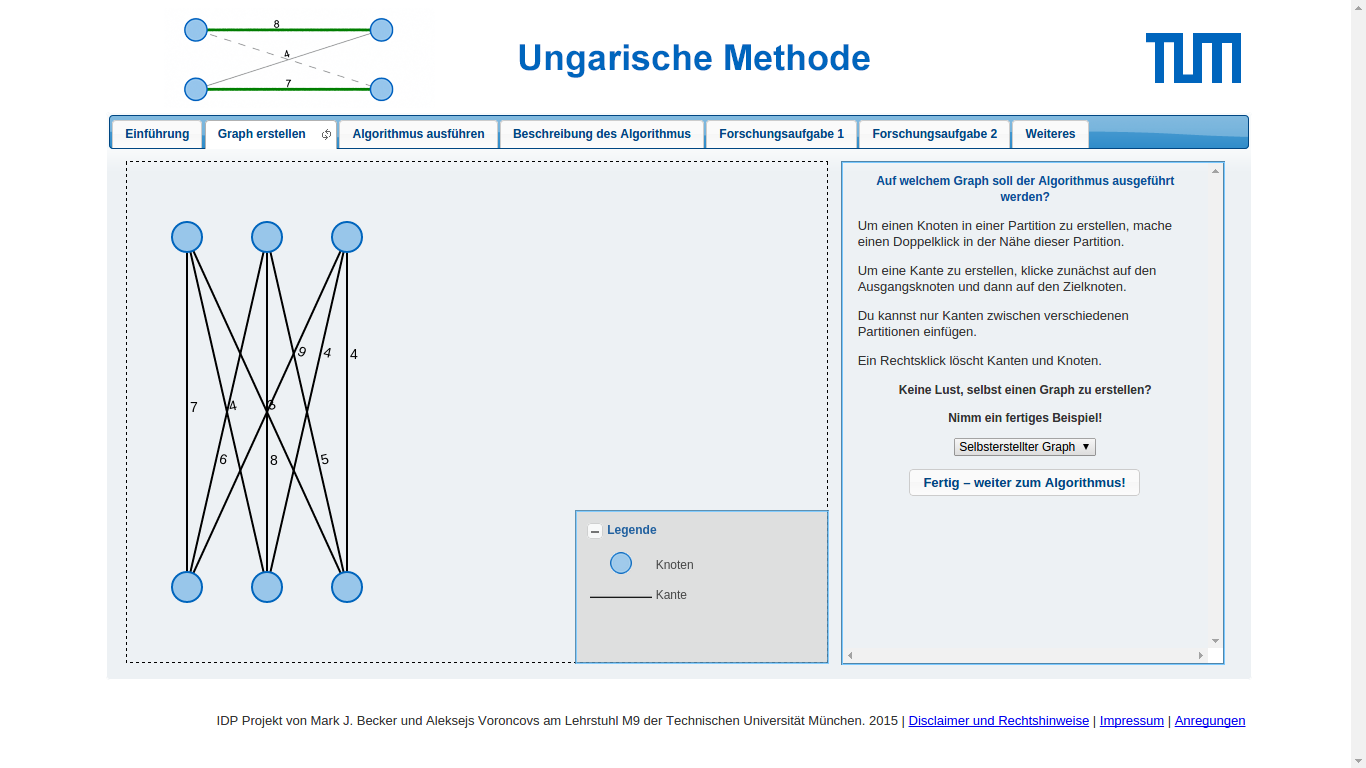 8
4
7
Ungarische Methode
TUM
Einführung
Graph erstellen
Algorithmus ausführen
Beschreibung des Algorithmus
Forschungsaufgabe 1
Forschungsaufgabe 2
Weiteres
9
4
4
7
4
3
6
8
5
Legende
Knoten
Kante
Auf welchem Graph soll der Algorithmus ausgeführt
werden?
Um einen Knoten in einer Partition zu erstellen, mache
einen Doppelklick in der Nähe dieser Partition.
Um eine Kante zu erstellen, klicke zunächst auf den
Ausgangsknoten und dann auf den Zielknoten.
Du kannst nur Kanten zwischen verschiedenen
Partitionen einfügen.
Ein Rechtsklick löscht Kanten und Knoten.
Keine Lust, selbst einen Graph zu erstellen?
Nimm ein fertiges Beispiel!
Selbsterstellter Graph
Fertig – weiter zum Algorithmus!
IDP Projekt von Mark J. Becker und Aleksejs Voroncovs am Lehrstuhl M9 der Technischen Universität München. 2015 | Disclaimer und Rechtshinweise | Impressum | Anregungen